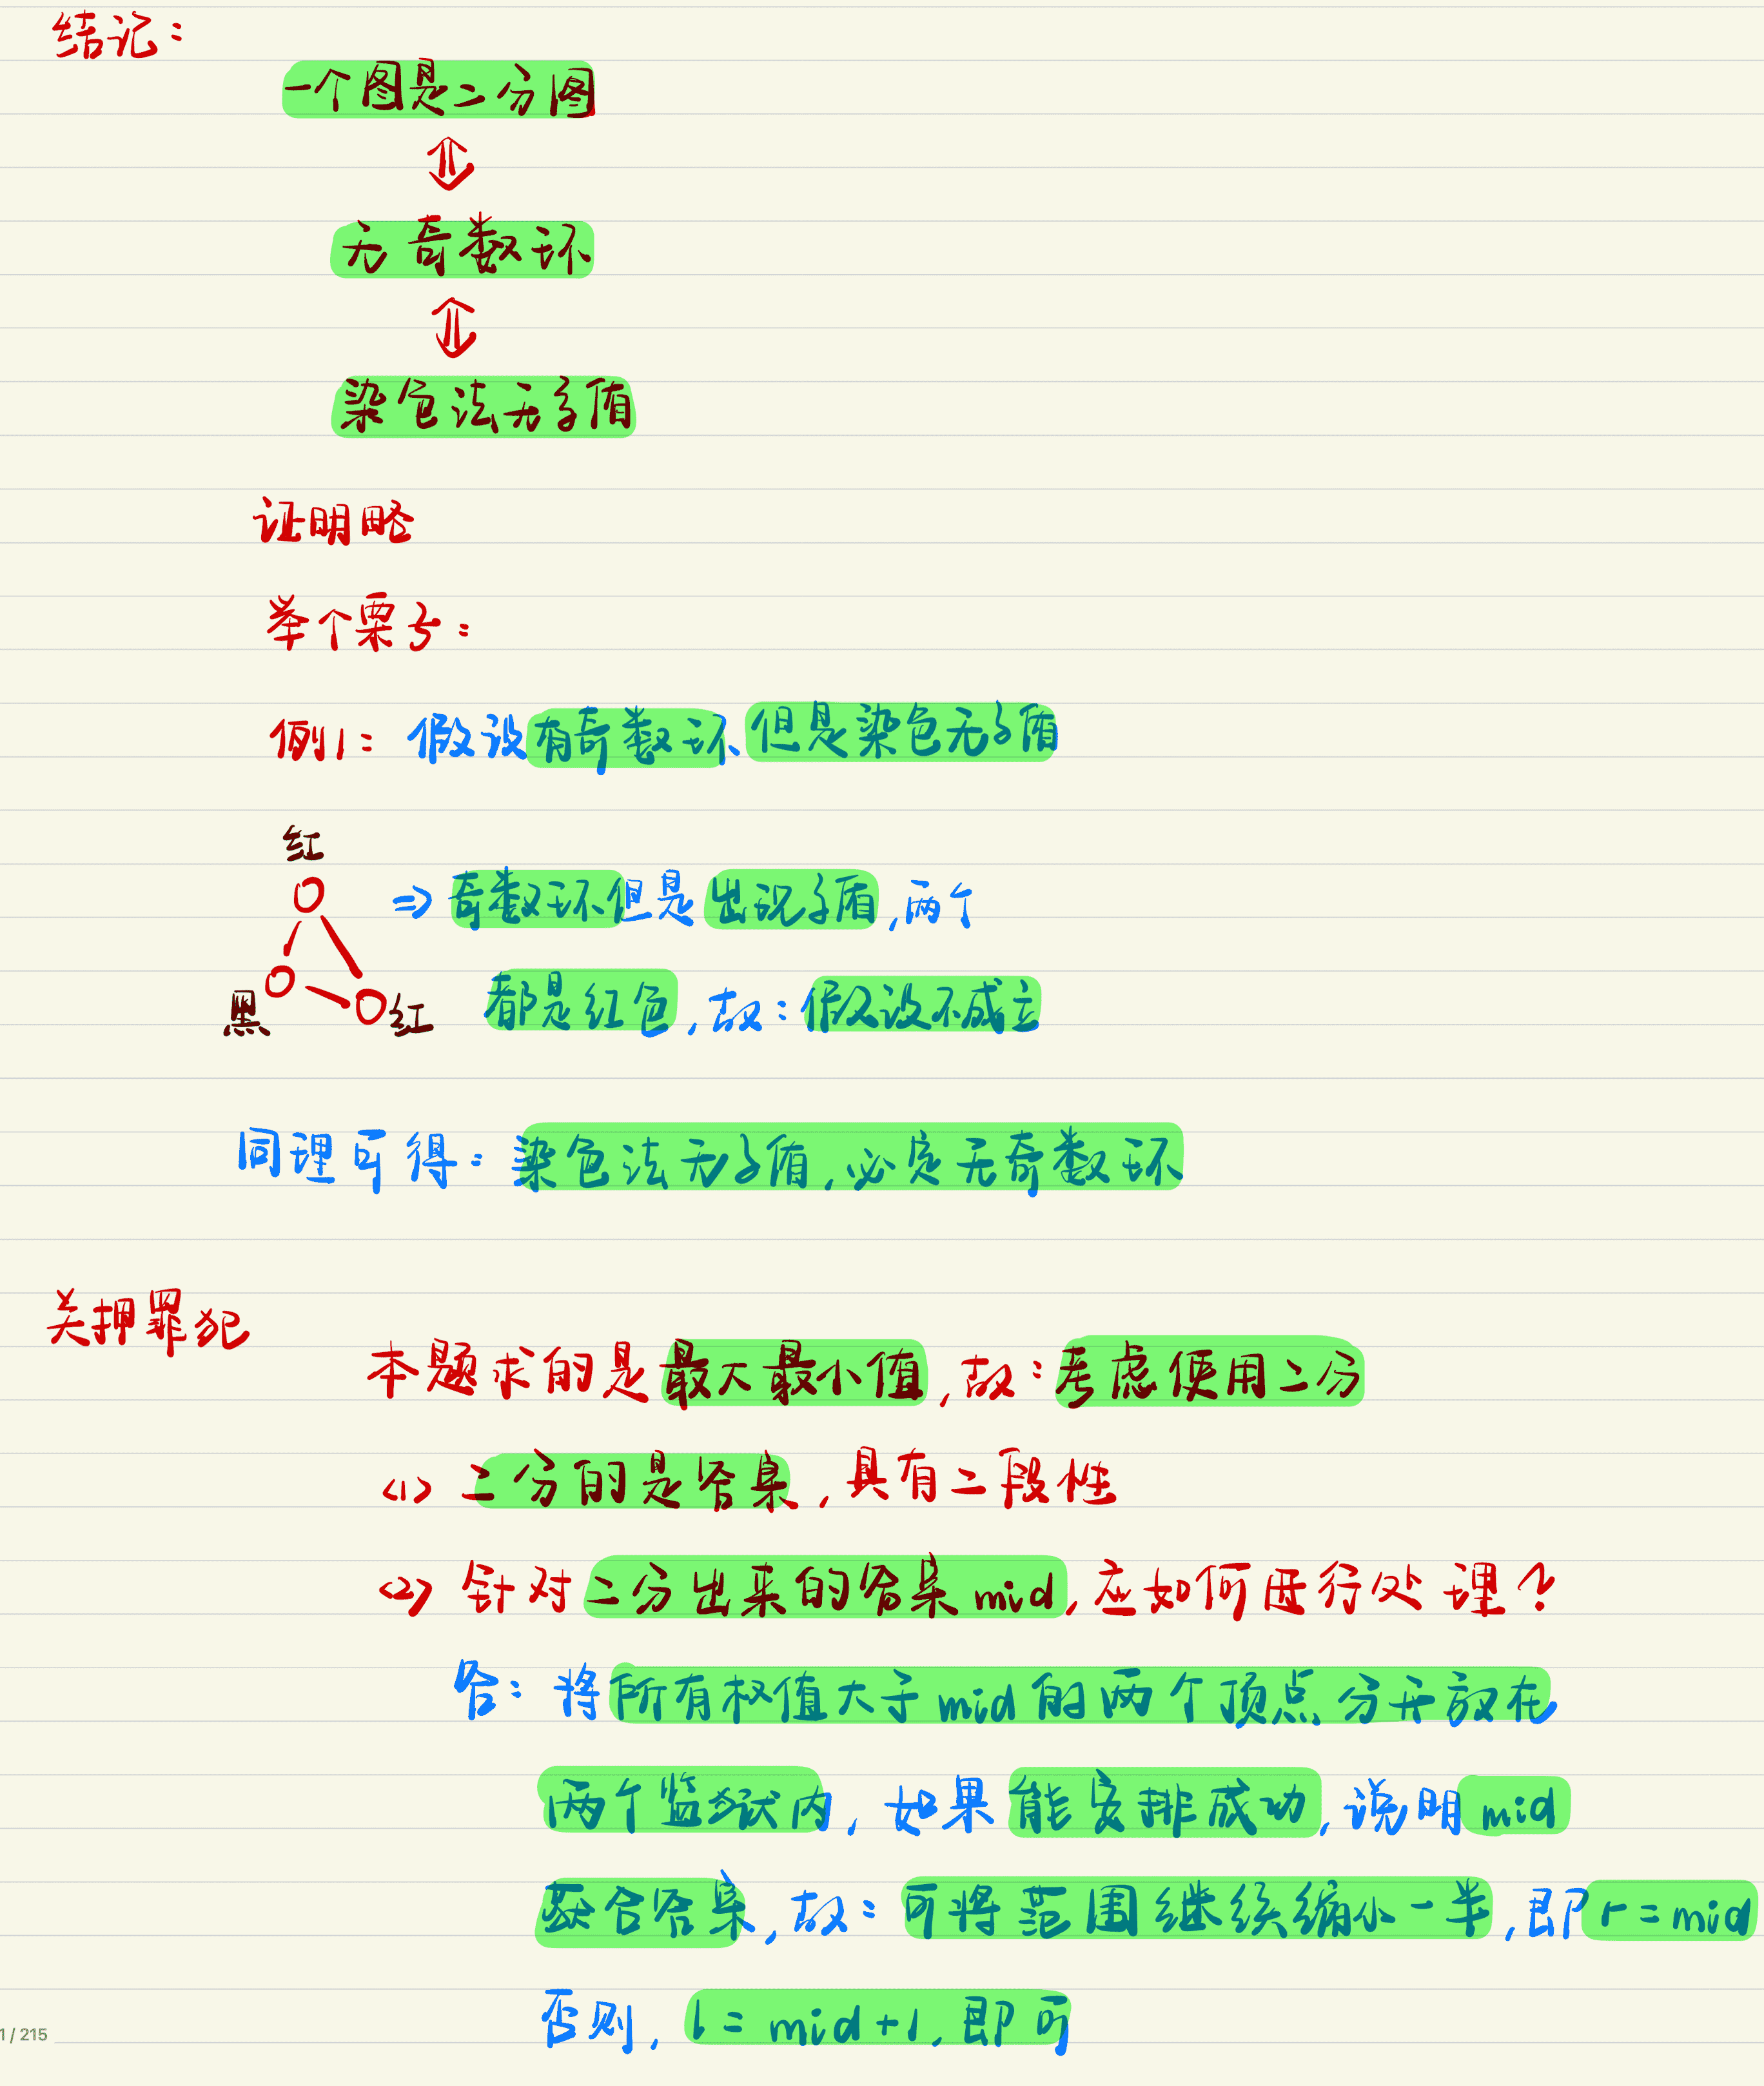 结论：
一个图是二分图
⇕
无奇数环
⇕
染色法无矛盾
证明略
举个栗子：
例1： 假设有奇数环、但是染色无矛盾
红
⇒ 奇数环但是出现矛盾，两个
黑
红
都是红色，故：假设不成立
同理可得：染色法无矛盾，必定无奇数环
关押罪犯
本题求的是最大最小值，故：考虑使用二分
(1) 二分的是答案，具有二段性
(2) 针对二分出来的答案mid，应如何进行处理？
答：将所有权值大于mid的两个顶点分开放在
两个监狱内，如果能安排成功，说明mid
合答案，故：可将范围继续缩小一半，即r=mid
否则，l=mid+1，即可
1/215